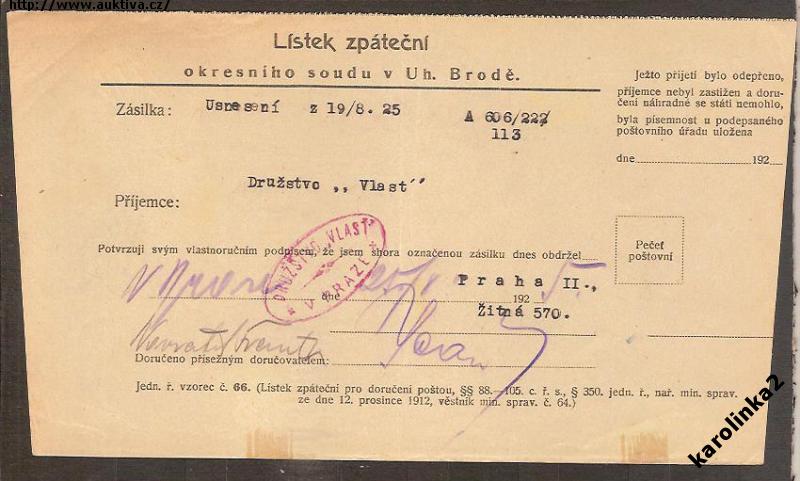 http://www.auktiva.cz/
Lístek zpáteční
okresního soudu v Uh. Brodě.
Zásilka: Usnesení z 19/8. 25 A 606/222/
113
Družstvo „Vlast"
Příjemce:
Potvrzuji svým vlastnoručním podpisem, že jsem shora označenou zásilku dnes obdržel
DRUŽSTVO „VLAST" V PRAZE
V dne 192 5.
Praha II.,
Žitná 570.
Doručeno přísežným doručovatelem:
Jedn. ř. vzorec č. 66. (Lístek zpáteční pro doručení poštou, §§ 88.—105. c. ř. s., § 350. jedn. ř., nař. min. sprav.
ze dne 12. prosince 1912, věstník min. sprav. č. 64.)
Ježto přijetí bylo odepřeno,
příjemce nebyl zastižen a doru-
čení náhradné se státi nemohlo,
byla písemnost u podepsaného
poštovního úřadu uložena
dne 192
Pečeť
poštovní
karolinka2